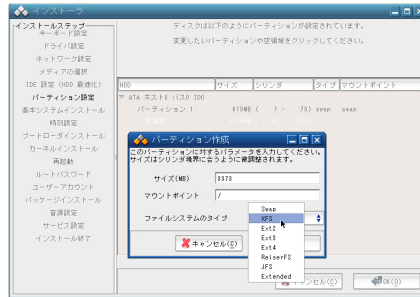 インストーラ
インストールステップ
キーボード設定
ドライバ設定
ネットワーク設定
メディアの選択
IDE 設定 (HDD 最適化)
パーティション設定
基本システムインストール
時刻設定
ブートローダインストール
カーネルインストール
再起動
ルートパスワード
ユーザーアカウント
パッケージインストール
音源設定
サービス設定
インストール終了
ディスクは以下のようにパーティションが設定されています。
変更したいパーティションや空領域をクリックしてください。
HDD サイズ シリンダ タイプ マウントポイント
ATA ホスト0 バス0 ID0
パーティション 1 swap swap
パーティション作成
このパーティションに対するパラメータを入力してください。
サイズはシリンダ境界に合うように微調整されます。
サイズ(MB) 3373
マウントポイント /
ファイルシステムのタイプ
Swap
XFS
Ext2
Ext3
Ext4
ReiserFS
JFS
Extended
キャンセル(C)
キャンセル(C) OK(O)